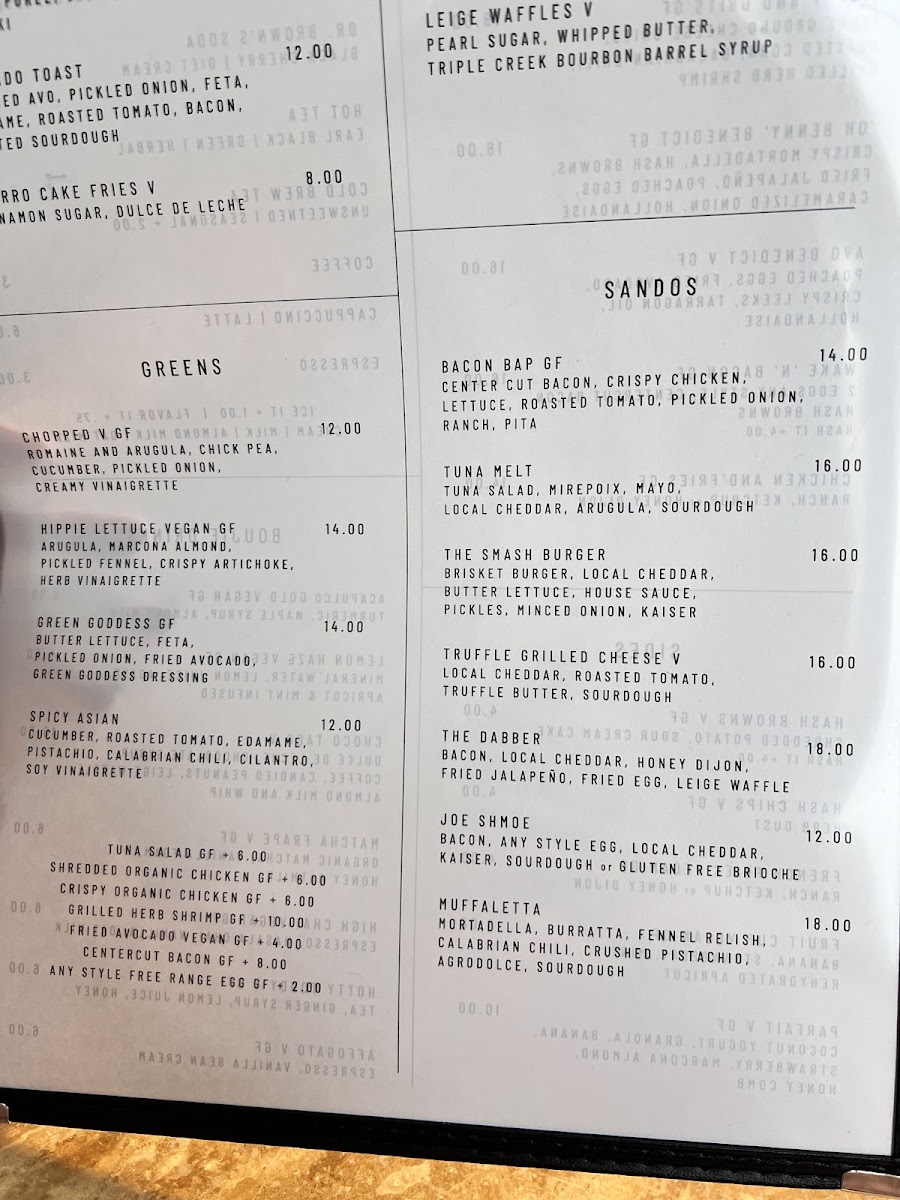 12.00
DO TOAST
ED AVO, PICKLED ONION, FETA,
AME, ROASTED TOMATO, BACON,
TED SOURDOUGH
RRO CAKE FRIES V 8.00
NAMON SUGAR, DULCE DE LECHE
GREENS
CHOPPED V GF 12.00
ROMAINE AND ARUGULA, CHICK PEA,
CUCUMBER, PICKLED ONION,
CREAMY VINAIGRETTE
HIPPIE LETTUCE VEGAN GF 14.00
ARUGULA, MARCONA ALMOND,
PICKLED FENNEL, CRISPY ARTICHOKE,
HERB VINAIGRETTE
GREEN GODDESS GF 14.00
BUTTER LETTUCE, FETA,
PICKLED ONION, FRIED AVOCADO,
GREEN GODDESS DRESSING
SPICY ASIAN 12.00
CUCUMBER, ROASTED TOMATO, EDAMAME,
PISTACHIO, CALABRIAN CHILI, CILANTRO,
SOY VINAIGRETTE
TUNA SALAD GF + 6.00
SHREDDED ORGANIC CHICKEN GF + 6.00
CRISPY ORGANIC CHICKEN GF + 6.00
GRILLED HERB SHRIMP GF + 10.00
FRIED AVOCADO VEGAN GF + 4.00
CENTERCUT BACON GF + 8.00
ANY STYLE FREE RANGE EGG GF + 2.00
LEIGE WAFFLES V
PEARL SUGAR, WHIPPED BUTTER,
TRIPLE CREEK BOURBON BARREL SYRUP
SANDOS
BACON BAP GF 14.00
CENTER CUT BACON, CRISPY CHICKEN,
LETTUCE, ROASTED TOMATO, PICKLED ONION,
RANCH, PITA
TUNA MELT 16.00
TUNA SALAD, MIREPOIX, MAYO,
LOCAL CHEDDAR, ARUGULA, SOURDOUGH
THE SMASH BURGER 16.00
BRISKET BURGER, LOCAL CHEDDAR,
BUTTER LETTUCE, HOUSE SAUCE,
PICKLES, MINCED ONION, KAISER
TRUFFLE GRILLED CHEESE V 16.00
LOCAL CHEDDAR, ROASTED TOMATO,
TRUFFLE BUTTER, SOURDOUGH
THE DABBER 18.00
BACON, LOCAL CHEDDAR, HONEY DIJON,
FRIED JALAPEÑO, FRIED EGG, LEIGE WAFFLE
JOE SHMOE 12.00
BACON, ANY STYLE EGG, LOCAL CHEDDAR,
KAISER, SOURDOUGH or GLUTEN FREE BRIOCHE
MUFFALETTA 18.00
MORTADELLA, BURRATTA, FENNEL RELISH,
CALABRIAN CHILI, CRUSHED PISTACHIO,
AGRODOLCE, SOURDOUGH